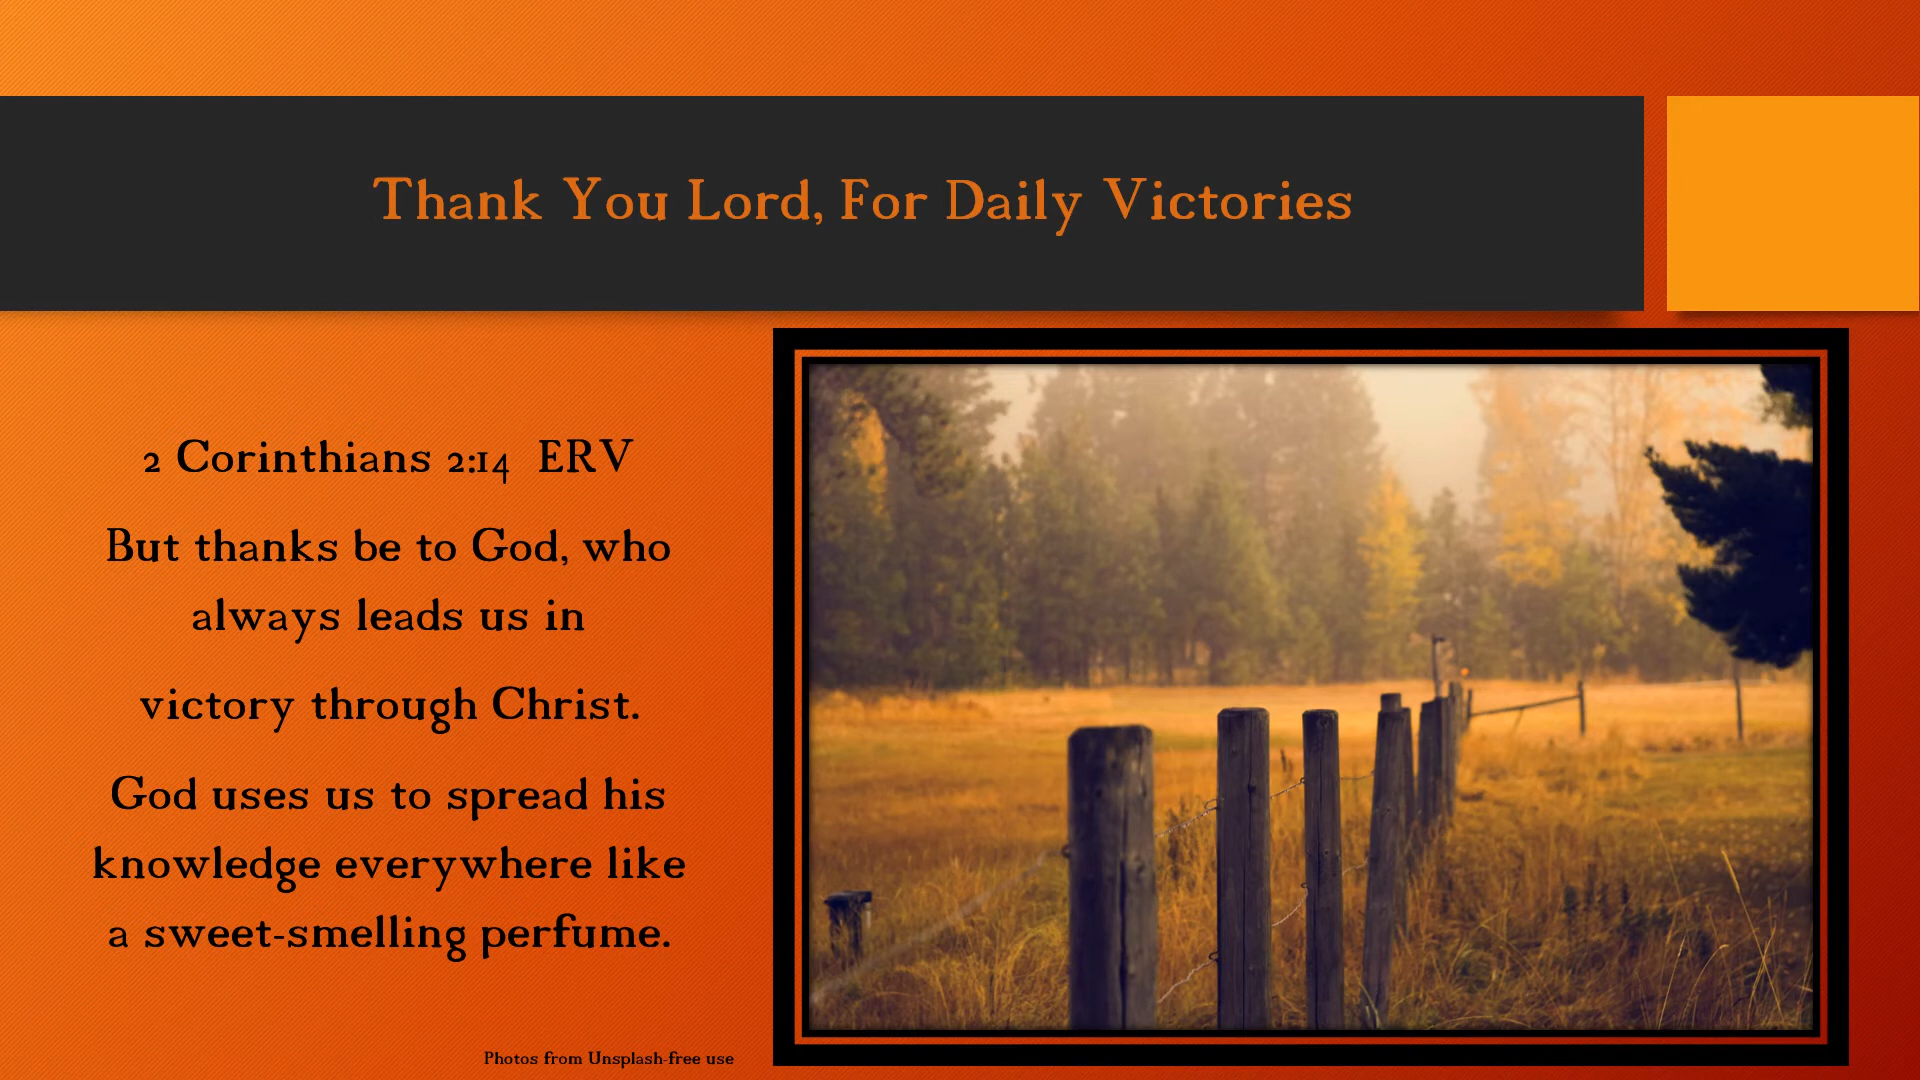 Thank You Lord, For Daily Victories
2 Corinthians 2:14  ERV
But thanks be to God, who
always leads us in
victory through Christ.
God uses us to spread his
knowledge everywhere like
a sweet-smelling perfume.
Photos from Unsplash-free use